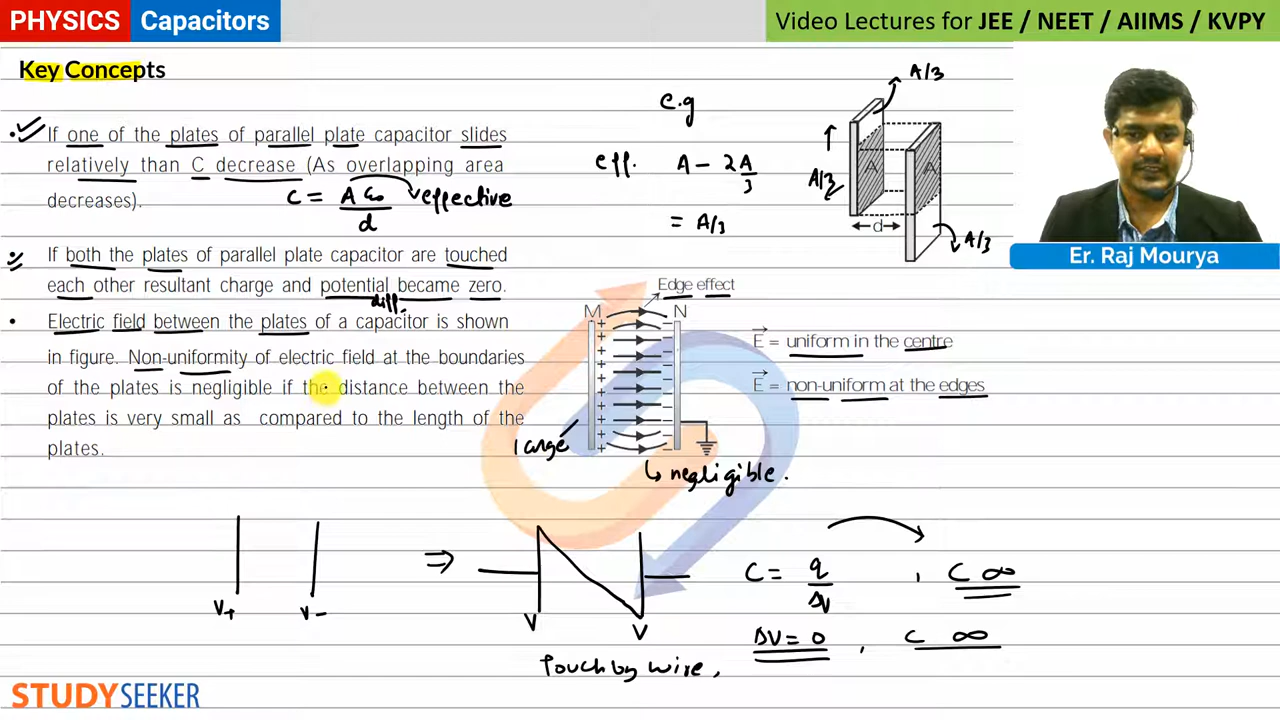 PHYSICS Capacitors Video Lectures for JEE / NEET / AIIMS / KVPY
Key Concepts
• If one of the plates of parallel plate capacitor slides
relatively than C decrease (As overlapping area
decreases).
C = A ε₀ / d effective
e.g
eff. A - 2A/3
= A/3
A/3
A/3
A A
d
A/3
Er. Raj Mourya
• If both the plates of parallel plate capacitor are touched
each other resultant charge and potential became zero.
diff.
• Electric field between the plates of a capacitor is shown
in figure. Non-uniformity of electric field at the boundaries
of the plates is negligible if the distance between the
plates is very small as compared to the length of the
plates.
Edge effect
M N
E = uniform in the centre
E = non-uniform at the edges
large
negligible.
V+ V-
⇒
V V
Touch by wire,
C = q / ΔV , C ∞
ΔV = 0 , C ∞
STUDYSEEKER